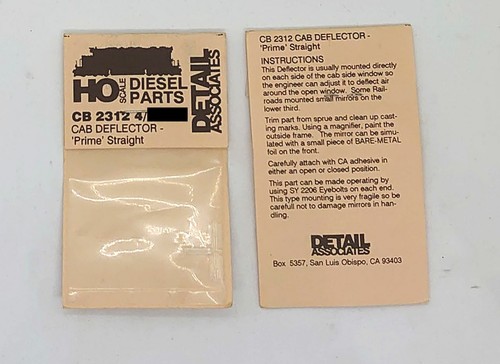 HO SCALE DIESEL PARTS
DETAIL ASSOCIATES
CB 2312 4/
CAB DEFLECTOR -
'Prime' Straight
CB 2312 CAB DEFLECTOR -
'Prime' Straight
INSTRUCTIONS
This Deflector is usually mounted directly
on each side of the cab side window so
the engineer can adjust it to deflect air
around the open window. Some Rail-
roads mounted small mirrors on the
lower third.
Trim part from sprue and clean up cast-
ing marks. Using a magnifier, paint the
outside frame. The mirror can be simu-
lated with a small piece of BARE-METAL
foil on the front.
Carefully attach with CA adhesive in
either an open or closed position.
This part can be made operating by
using SY 2206 Eyebolts on each end.
This type mounting is very fragile so be
carefull not to damage mirrors in han-
dling.
DETAIL
ASSOCIATES
Box 5357, San Luis Obispo, CA 93403